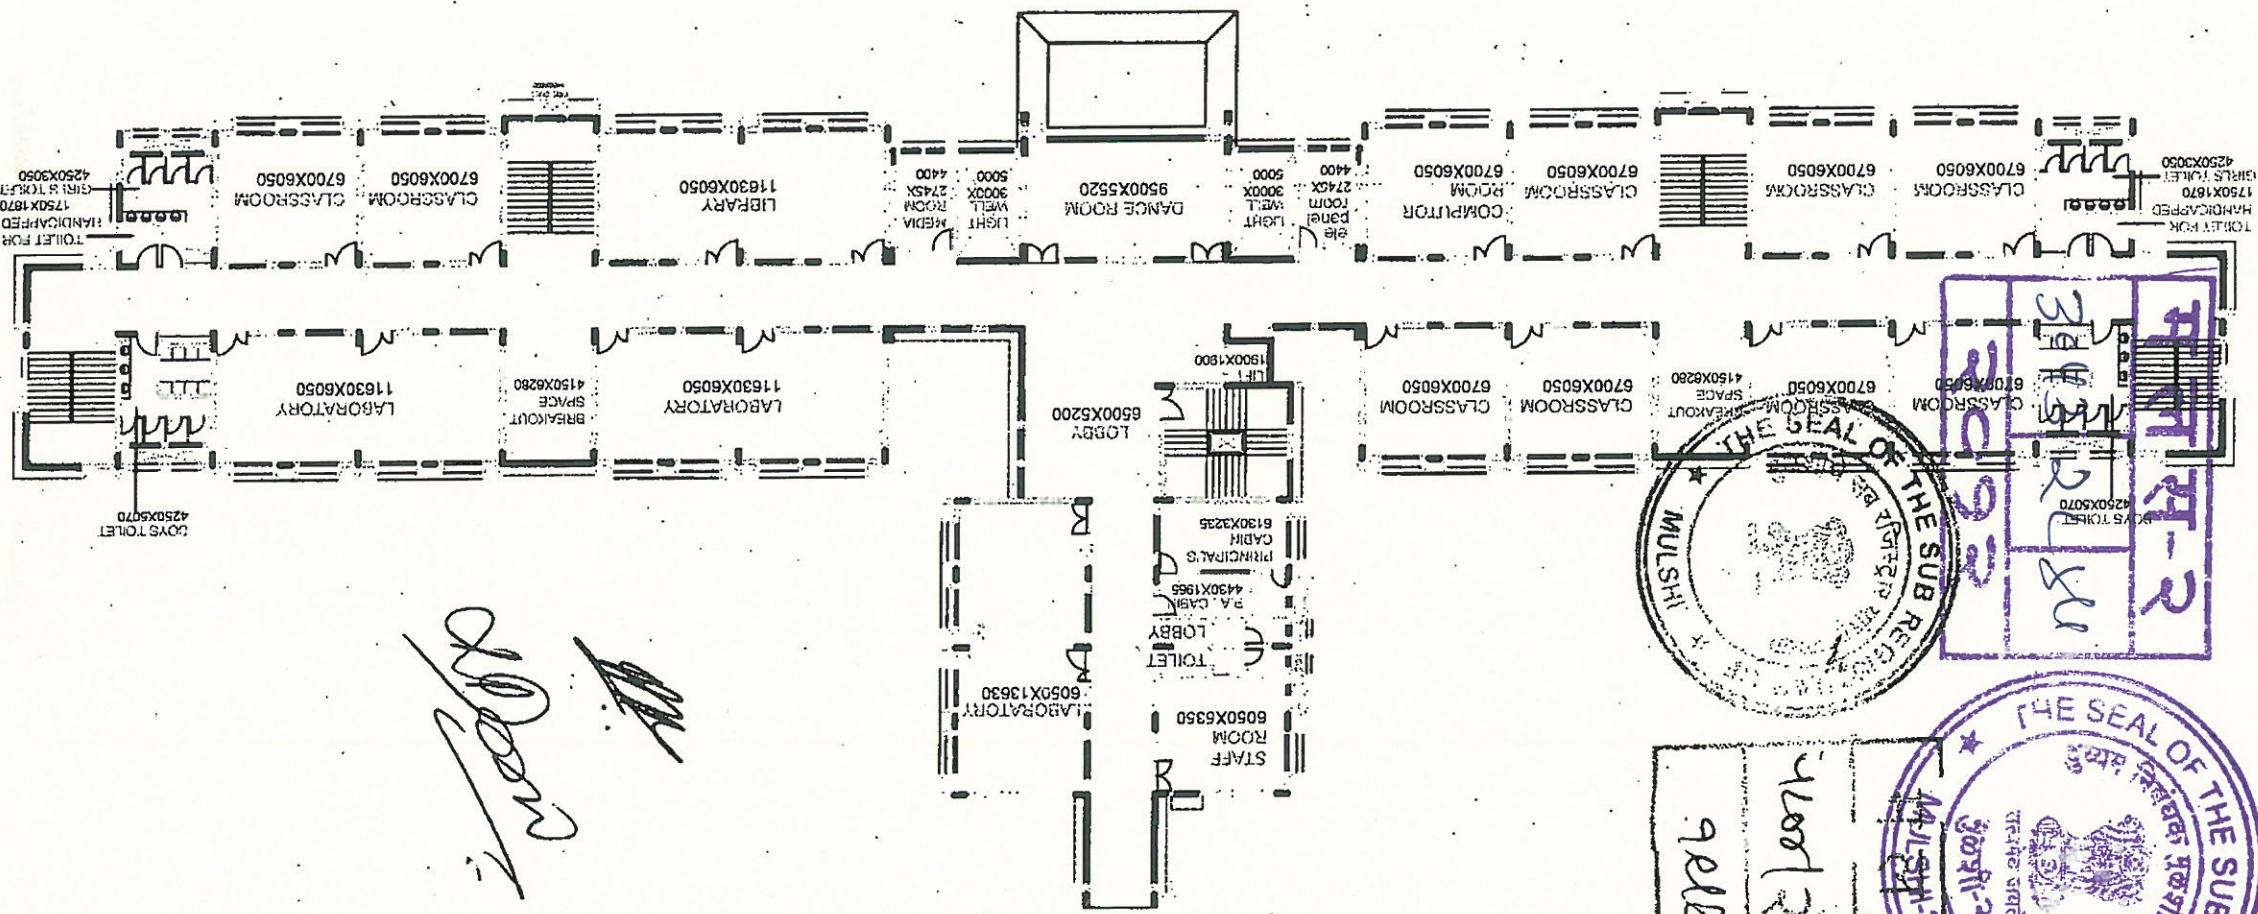 TOILET FOR
HANDICAPPED
1750X1670
GIRLS TOILET
4250X3050
CLASSROOM
6700X6050
CLASSROOM
6700X6050
LIBRARY
11630X6050
MEDIA
ROOM
2745X
4400
LIGHT
WELL
3000X
5000
DANCE ROOM
9500X5520
LIGHT
WELL
3000X
5000
ele
panel
room
2745X
4400
COMPUTOR
ROOM
6700X6050
CLASSROOM
6700X6050
CLASSROOM
6700X6050
CLASSROOM
6700X6050
TOILET FOR
HANDICAPPED
1750X1670
GIRLS TOILET
4250X3050
LABORATORY
11630X6050
BREAKOUT
SPACE
4150X6280
LABORATORY
11630X6050
LOBBY
6500X5200
LIFT
1900X1900
CLASSROOM
6700X6050
CLASSROOM
6700X6050
BREAKOUT
SPACE
4150X6280
CLASSROOM
6700X6050
CLASSROOM
6700X6050
BOYS TOILET
4250X5070
BOYS TOILET
4250X5070
PRINCIPAL'S
CABIN
6130X3235
P.A. CABIN
4430X1965
TOILET
LOBBY
LABORATORY
6050X13630
STAFF
ROOM
6050X6350
म ल स - २
THE SEAL OF THE SUB
MULSHI
THE SEAL OF THE SUB
MULSHI